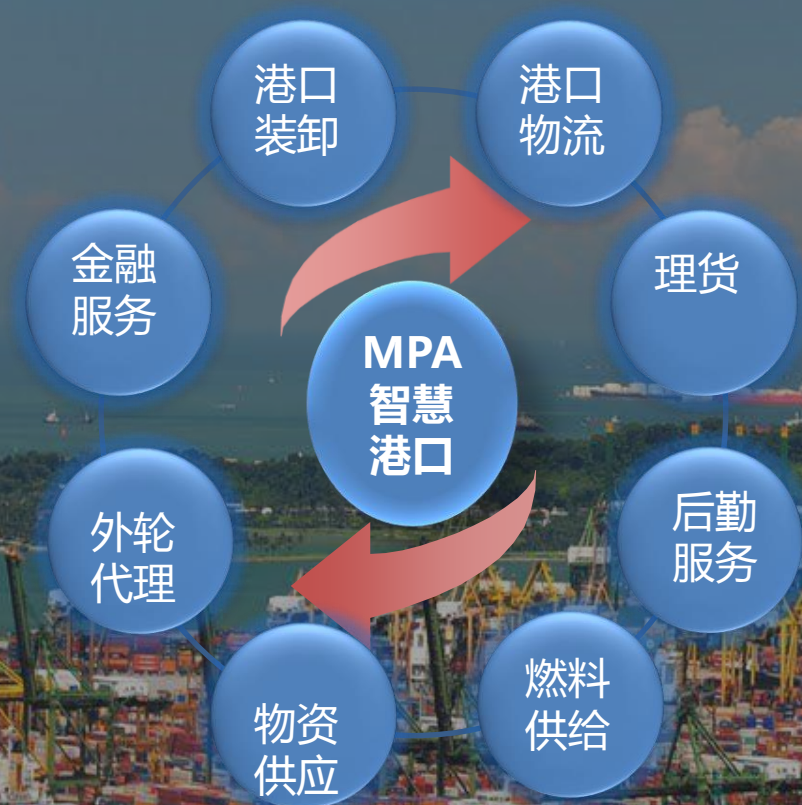 港口
装卸
港口
物流
金融
服务
理货
MPA
智慧
港口
外轮
代理
后勤
服务
物资
供应
燃料
供给